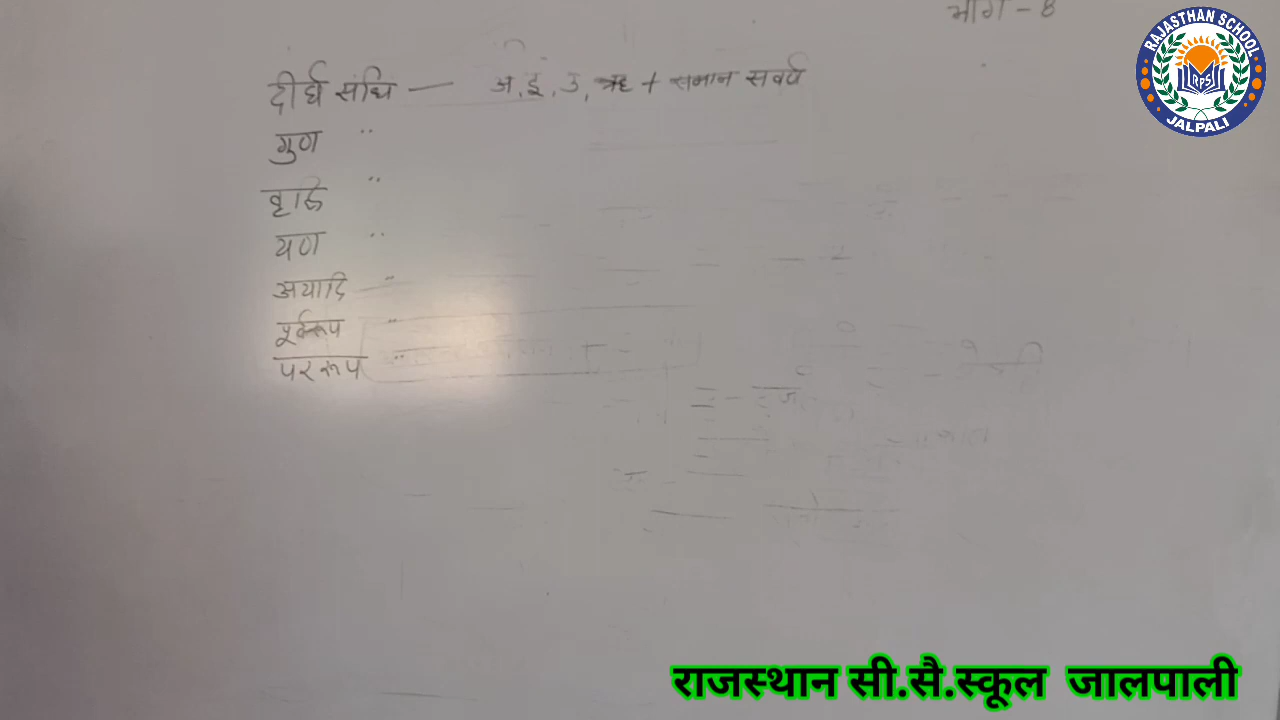 भाग - 8
RAJASTHAN SCHOOL
RPS
JALPALI
दीर्घ संधि — अ, इ, उ, ऋ + समान सवर्ण
गुण "
वृद्धि "
यण "
अयादि "
पूर्वरूप "
पररूप "
राजस्थान सी.सै.स्कूल जालपाली